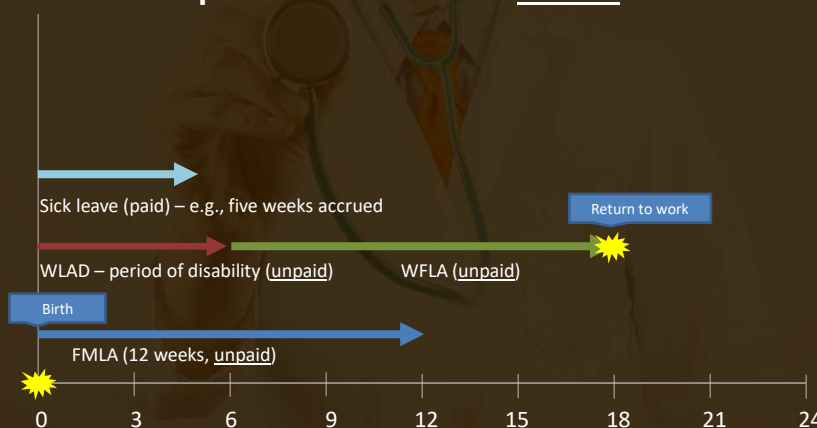 Sick leave (paid) – e.g., five weeks accrued
Return to work
WLAD – period of disability (unpaid) WFLA (unpaid)
Birth
FMLA (12 weeks, unpaid)
0 3 6 9 12 15 18 21 24